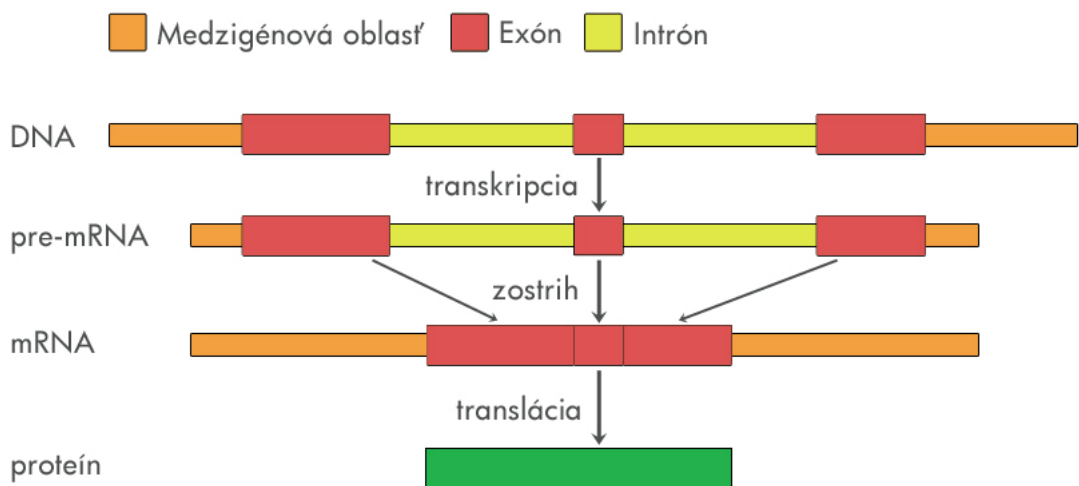 Medzigénová oblasť Exón Intrón
DNA
transkripcia
pre-mRNA
zostrih
mRNA
translácia
proteín